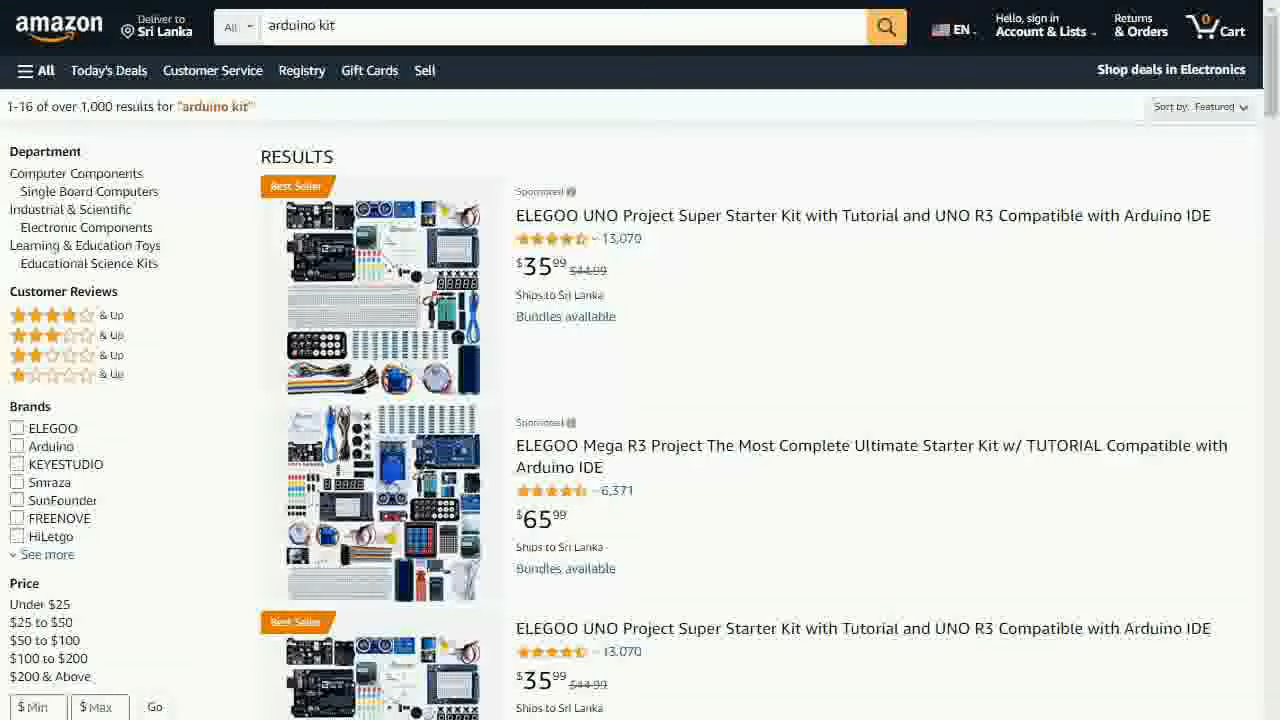 amazon
Deliver to
Sri Lanka
All
arduino kit
EN
Hello, sign in
Account & Lists
Returns
& Orders
0
Cart
All
Today's Deals
Customer Service
Registry
Gift Cards
Sell
Shop deals in Electronics
1-16 of over 1,000 results for "arduino kit"
Sort by: Featured
Department
Computer Components
Single Board Computers
Industrial & Scientific
Electronic Components
Learning & Education Toys
Educational Science Kits
Customer Reviews
& Up
& Up
& Up
& Up
Brands
ELEGOO
Arduino
KEYESTUDIO
Smraza
SunFounder
FREENOVE
HiLetgo
See more
Price
Under $25
$25 to $50
$50 to $100
$100 to $200
$200 & Above
$ Min
$ Max
Go
RESULTS
Best Seller
Sponsored
ELEGOO UNO Project Super Starter Kit with Tutorial and UNO R3 Compatible with Arduino IDE
13,070
$35.99 $44.99
Ships to Sri Lanka
Bundles available
Sponsored
ELEGOO Mega R3 Project The Most Complete Ultimate Starter Kit w/ TUTORIAL Compatible with
Arduino IDE
6,371
$65.99
Ships to Sri Lanka
Bundles available
Best Seller
ELEGOO UNO Project Super Starter Kit with Tutorial and UNO R3 Compatible with Arduino IDE
13,070
$35.99 $44.99
Ships to Sri Lanka